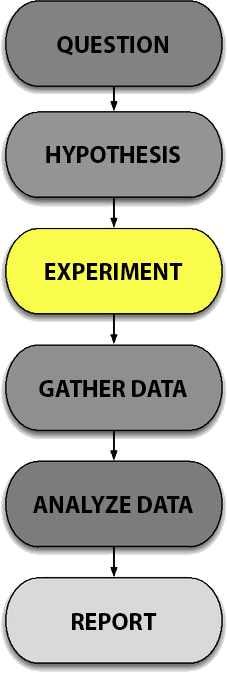 QUESTION
HYPOTHESIS
EXPERIMENT
GATHER DATA
ANALYZE DATA
REPORT